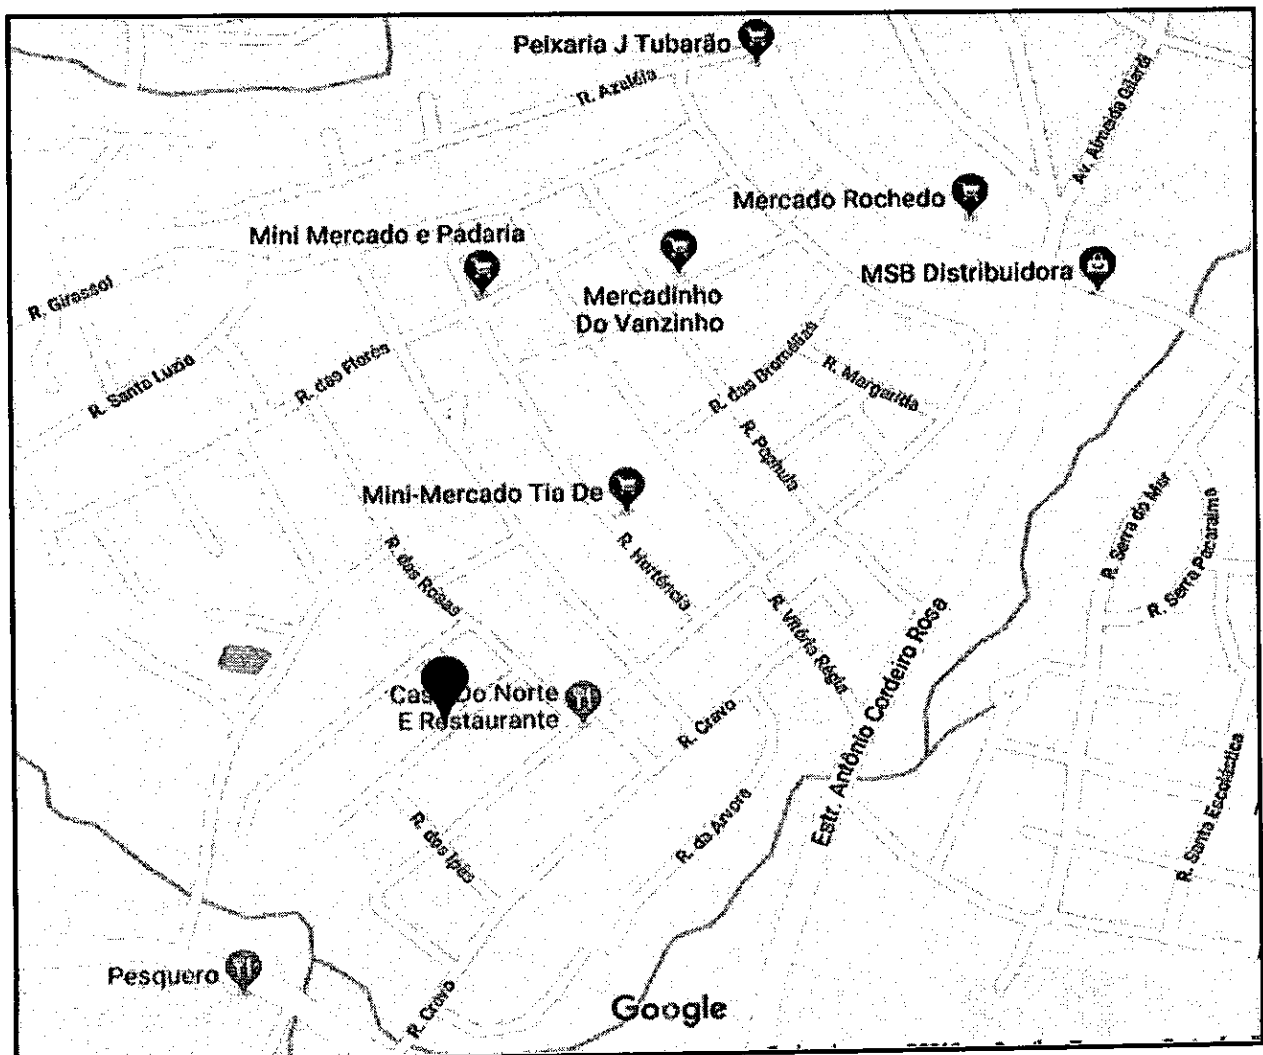 Peixaria J Tubarão
R. Azaléia
Av. Almeida Gilardi
Mercado Rochedo
Mini Mercado e Padaria
MSB Distribuidora
R. Girassol
Mercadinho
Do Vanzinho
R. Santa Luzia
R. das Flores
R. das Bromélias
R. Margarida
R. Papoula
Mini-Mercado Tia De
R. Serra do Mar
R. Serra Pacaraima
R. das Rosas
R. Hortência
R. Vitória Régia
Estr. Antônio Cordeiro Rosa
Casa Do Norte
E Restaurante
R. Cravo
R. da Arvore
R. dos Ipês
R. Santa Escolástica
Pesquero
R. Cravo
Google